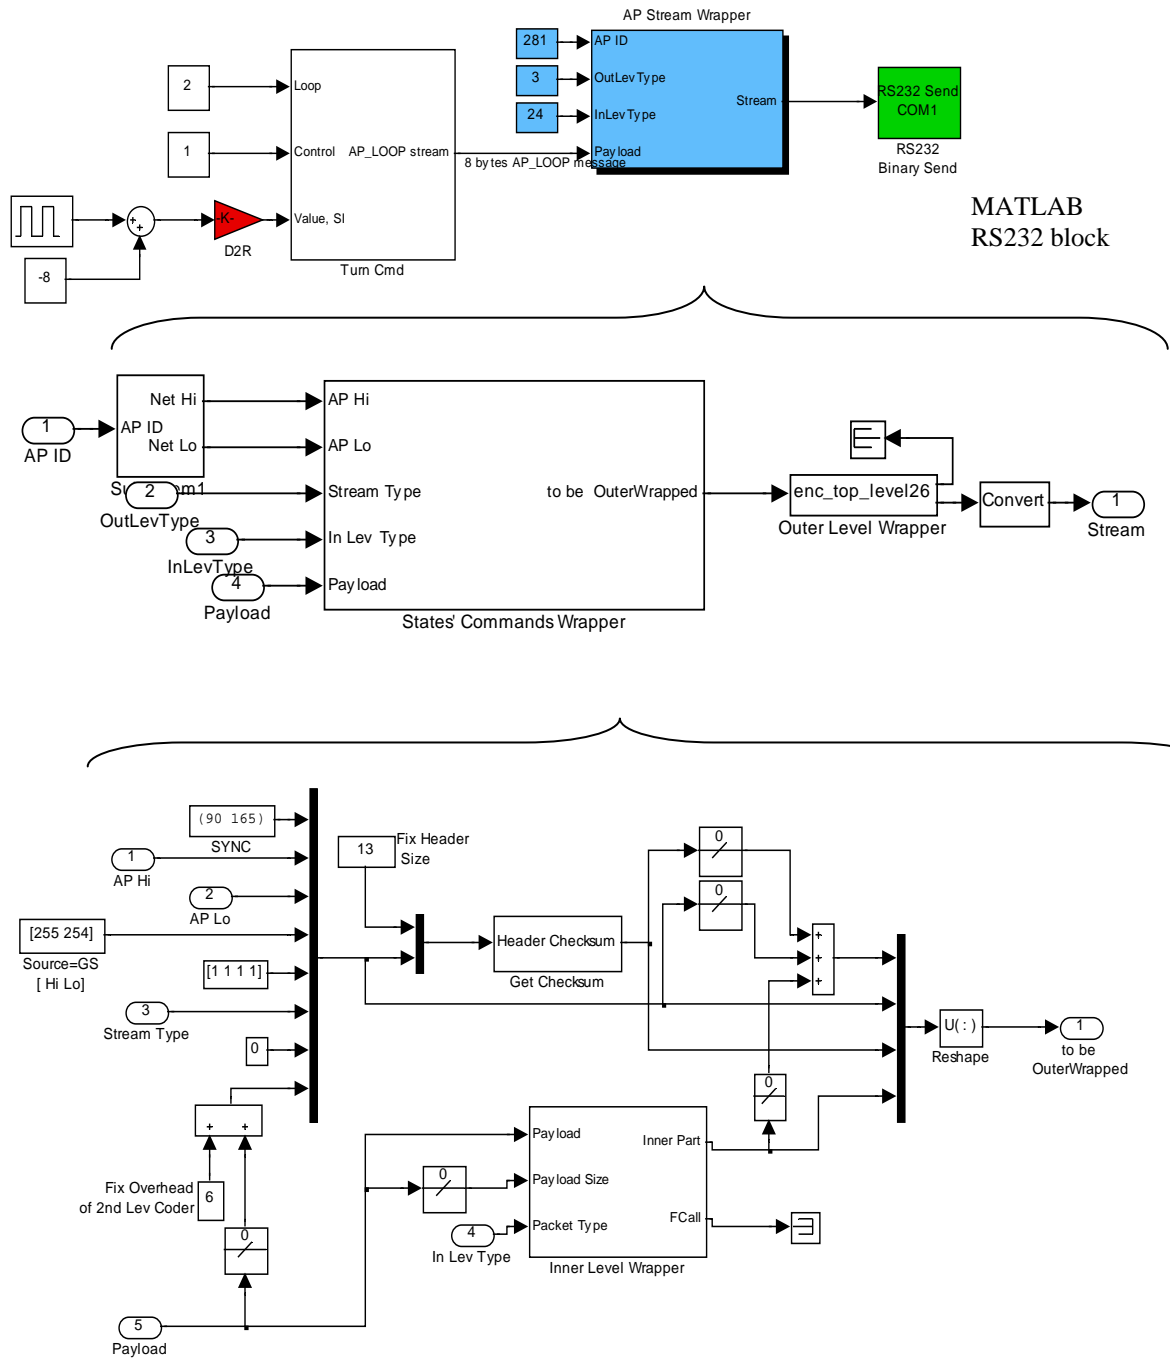 AP Stream Wrapper
281
AP ID
2
Loop
3
OutLevType
Stream
RS232 Send
COM1
24
InLevType
1
Control
AP_LOOP stream
8 bytes AP_LOOP message
Payload
RS232
Binary Send
-K-
Value, SI
D2R
-8
Turn Cmd
MATLAB
RS232 block
Net Hi
AP Hi
1
AP ID
AP ID
Net Lo
AP Lo
2
OutLevType
Stream Type
to be OuterWrapped
enc_top_level26
Convert
1
Outer Level Wrapper
Stream
3
InLevType
In Lev Type
4
Payload
Payload
States' Commands Wrapper
(90 165)
SYNC
13
Fix Header
Size
0
1
AP Hi
2
AP Lo
0
[255 254]
Source=GS
[ Hi Lo]
Header Checksum
Get Checksum
[1 1 1 1]
3
Stream Type
0
U( : )
Reshape
1
to be
OuterWrapped
0
Payload
Inner Part
0
Payload Size
Fix Overhead
of 2nd Lev Coder
6
4
In Lev Type
Packet Type
FCall
0
Inner Level Wrapper
5
Payload